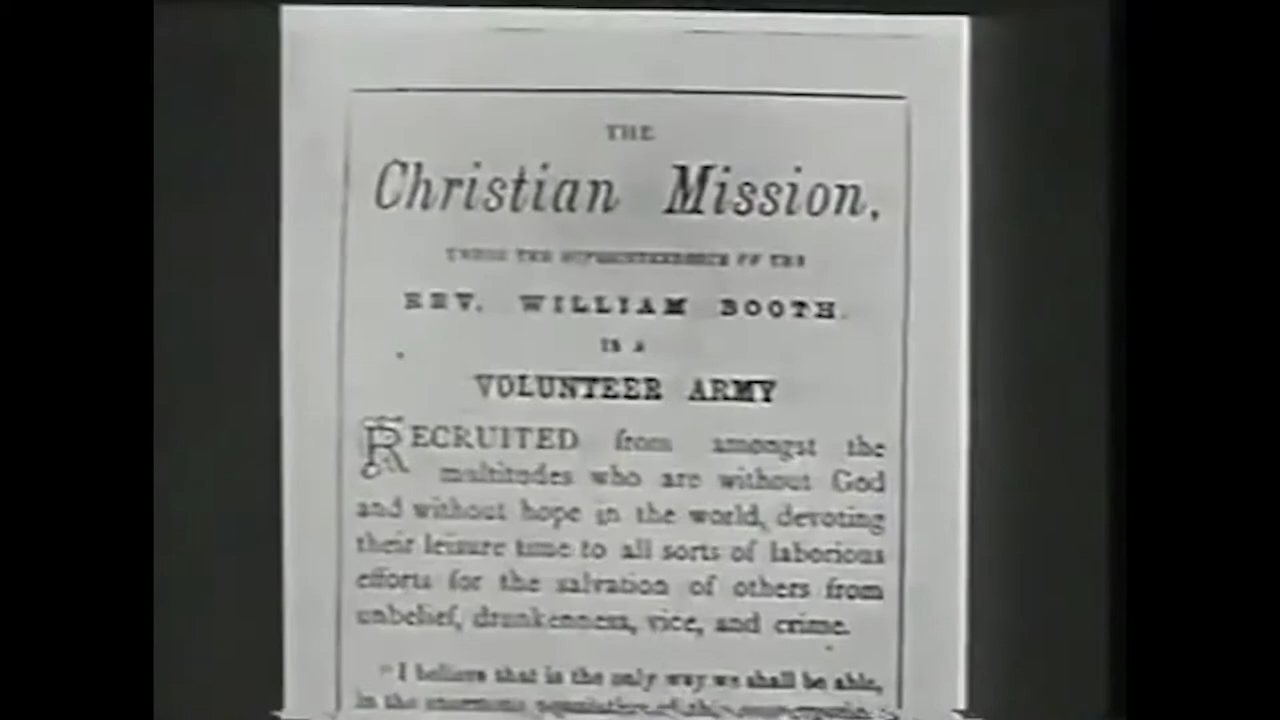 THE
Christian Mission,
UNDER THE SUPERINTENDENCE OF THE
REV. WILLIAM BOOTH.
IS A
VOLUNTEER ARMY
RECRUITED from amongst the
multitudes who are without God
and without hope in the world, devoting
their leisure time to all sorts of laborious
efforts for the salvation of others from
unbelief, drunkenness, vice, and crime.
"I believe that is the only way we shall be able,
in the enormous population of this